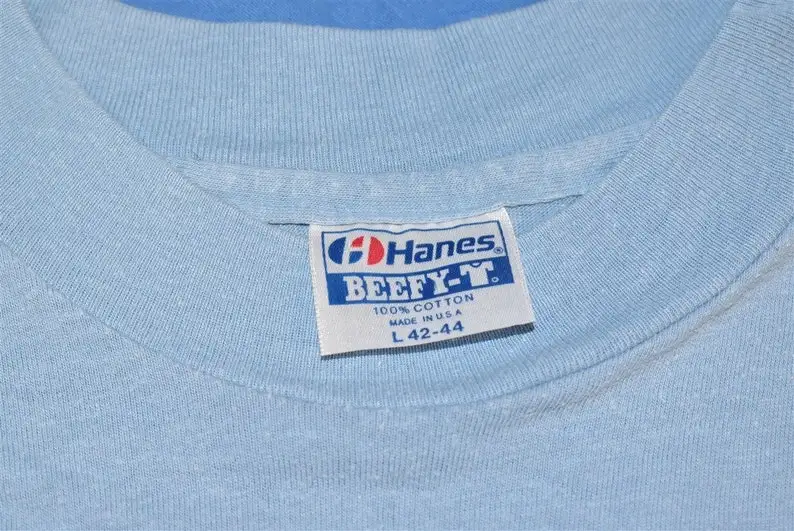 Hanes®
BEEFY-T®
100% COTTON
MADE IN U.S.A
L 42-44